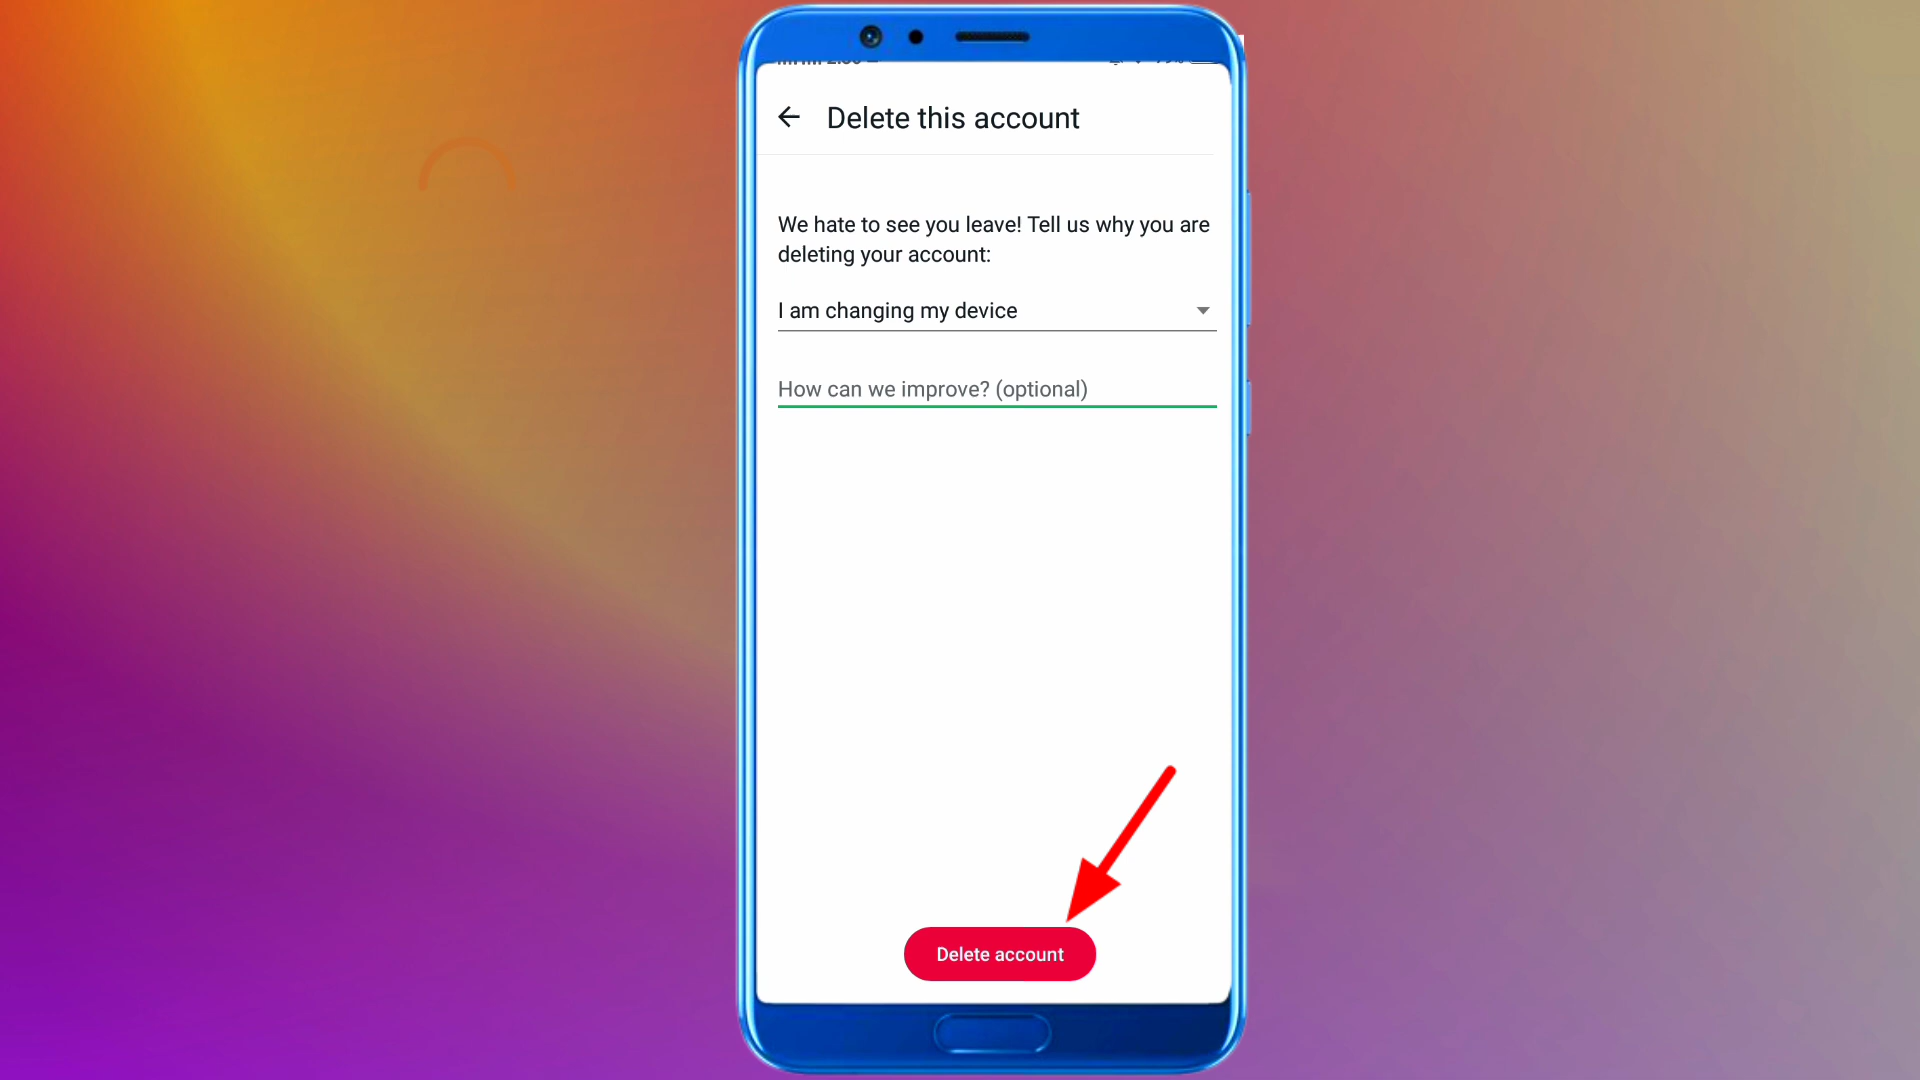 Delete this account
We hate to see you leave! Tell us why you are
deleting your account:
I am changing my device
How can we improve? (optional)
Delete account